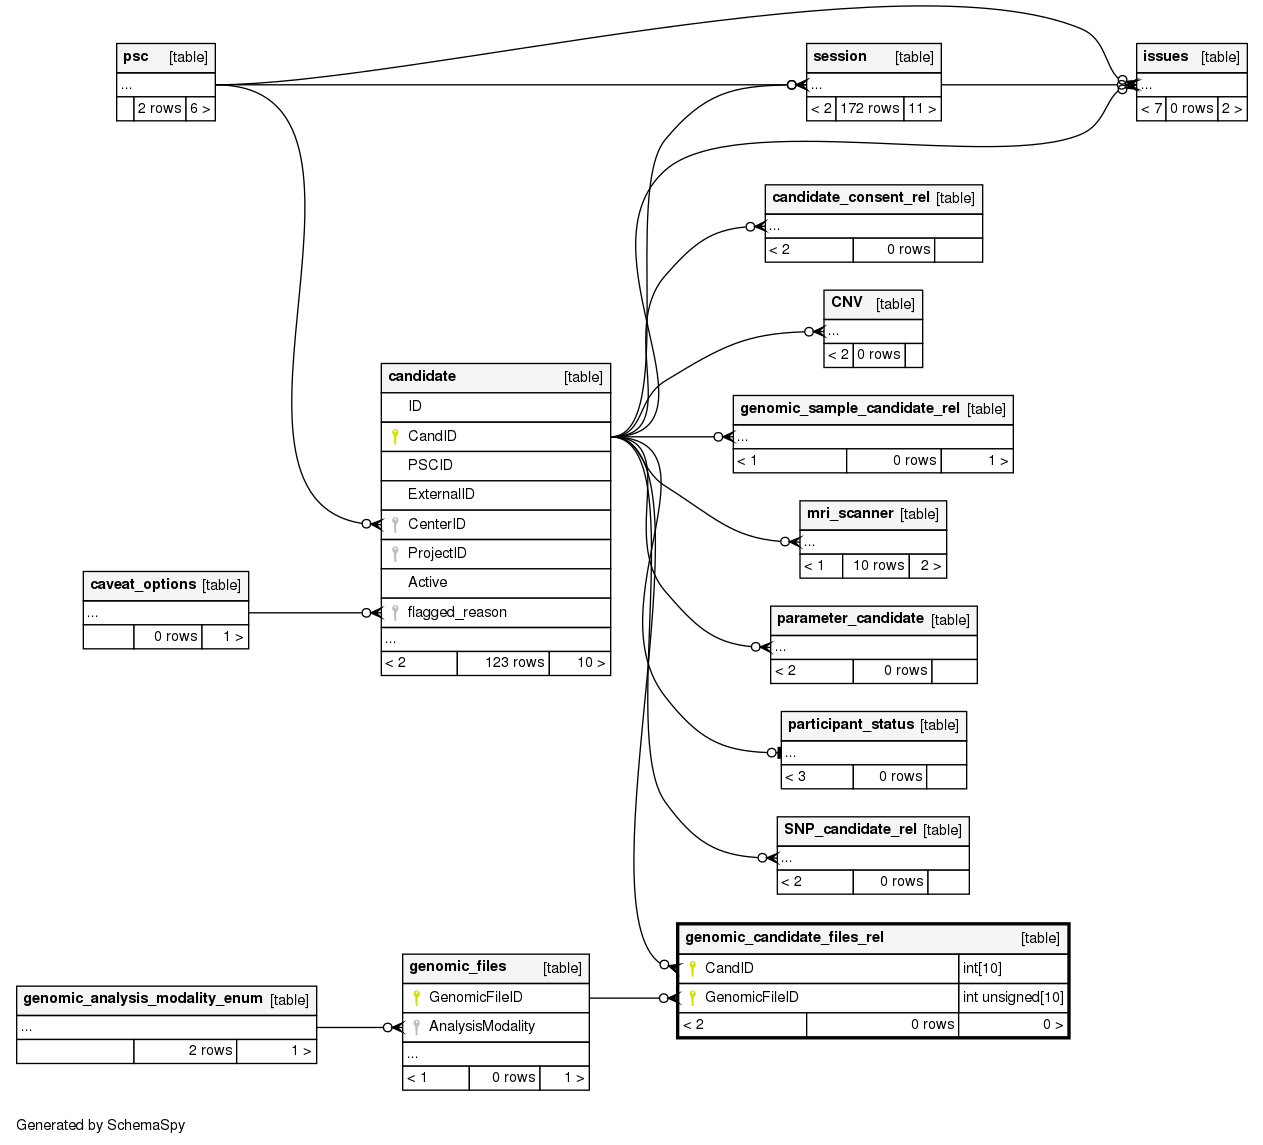 psc [table]
...
2 rows 6 >
session [table]
...
< 2 172 rows 11 >
issues [table]
...
< 7 0 rows 2 >
candidate_consent_rel [table]
...
< 2 0 rows
CNV [table]
...
< 2 0 rows
candidate [table]
ID
CandID
PSCID
ExternalID
CenterID
ProjectID
Active
flagged_reason
...
< 2 123 rows 10 >
genomic_sample_candidate_rel [table]
...
< 1 0 rows 1 >
mri_scanner [table]
...
< 1 10 rows 2 >
caveat_options [table]
...
0 rows 1 >
parameter_candidate [table]
...
< 2 0 rows
participant_status [table]
...
< 3 0 rows
SNP_candidate_rel [table]
...
< 2 0 rows
genomic_candidate_files_rel [table]
CandID int[10]
GenomicFileID int unsigned[10]
< 2 0 rows 0 >
genomic_files [table]
GenomicFileID
AnalysisModality
...
< 1 0 rows 1 >
genomic_analysis_modality_enum [table]
...
2 rows 1 >
Generated by SchemaSpy